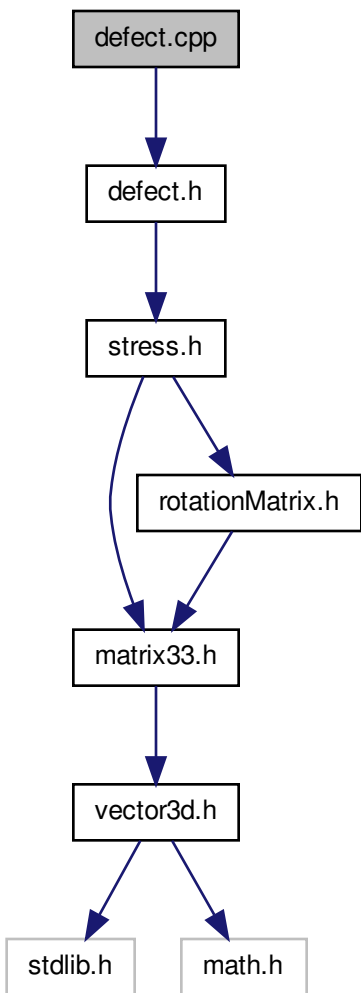 defect.cpp
defect.h
stress.h
rotationMatrix.h
matrix33.h
vector3d.h
stdlib.h
math.h